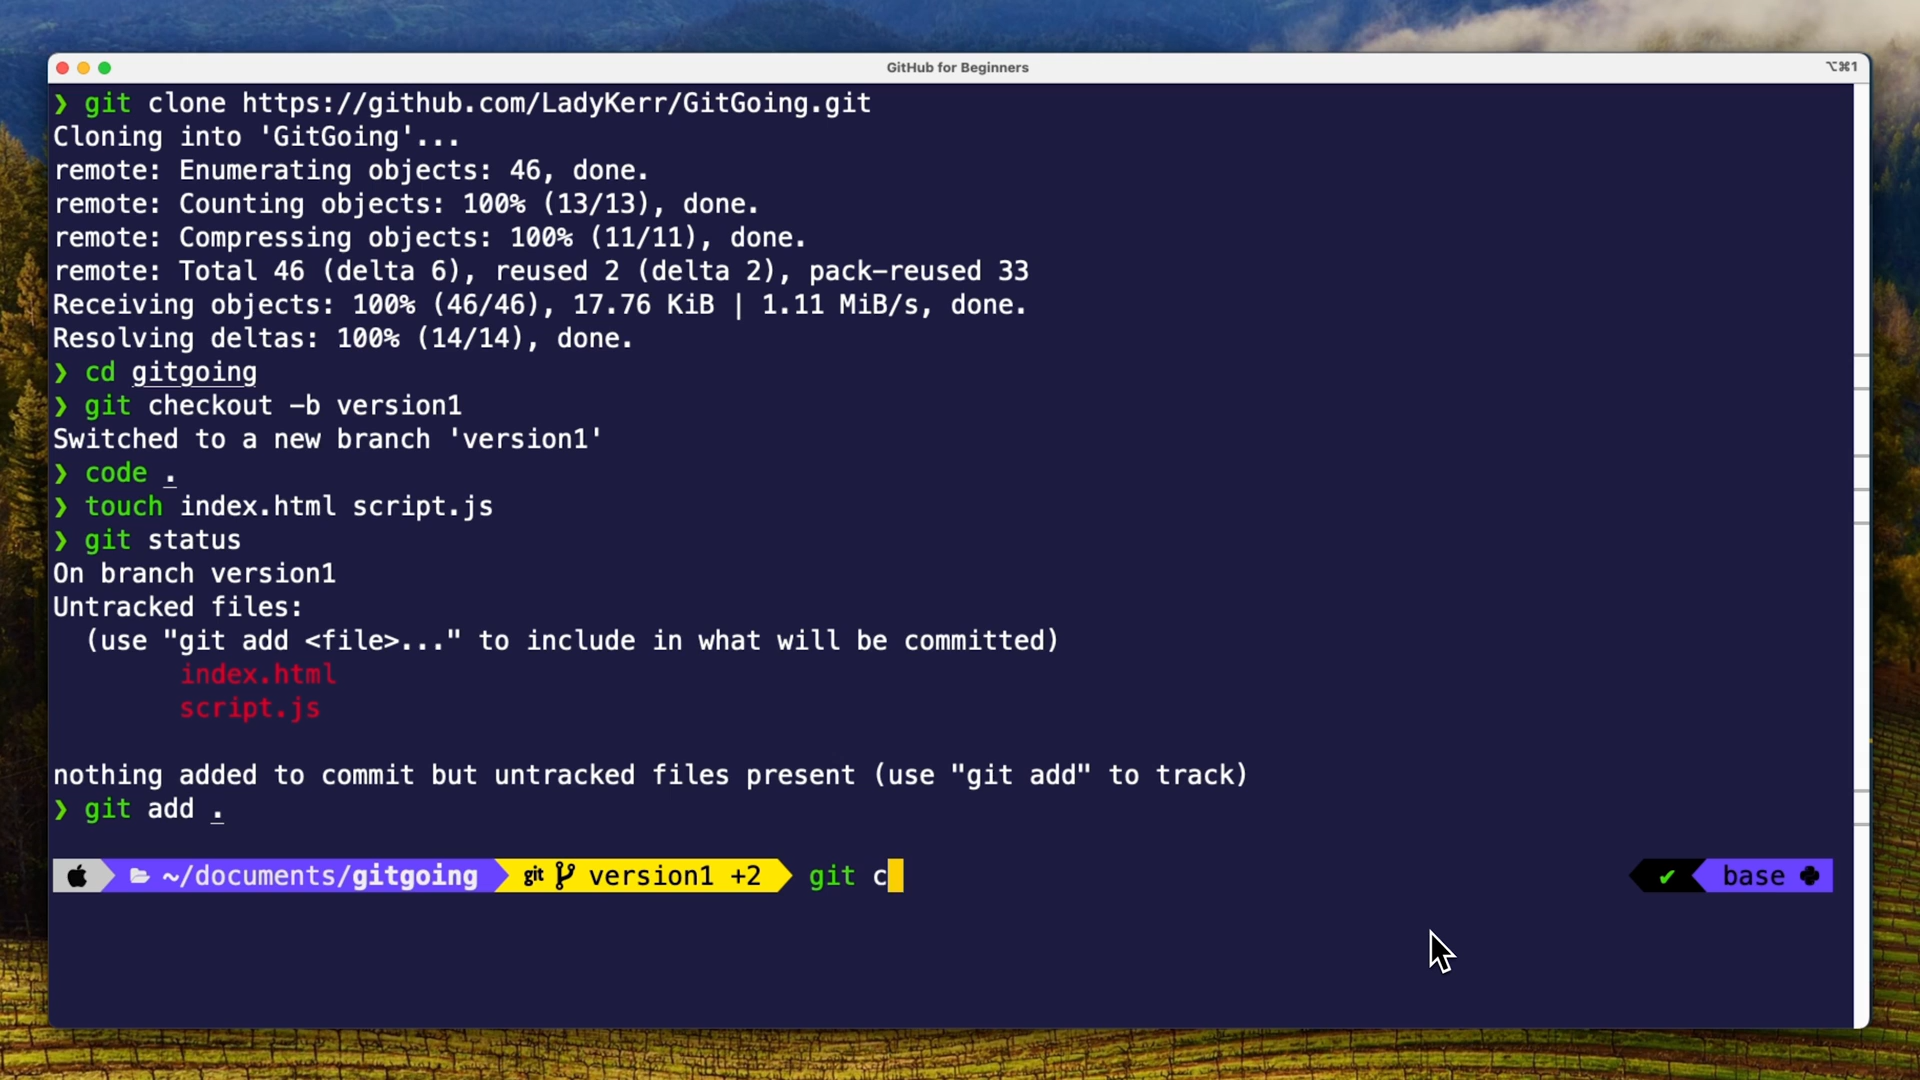 GitHub for Beginners
⌥⌘1
❯ git clone https://github.com/LadyKerr/GitGoing.git
Cloning into 'GitGoing'...
remote: Enumerating objects: 46, done.
remote: Counting objects: 100% (13/13), done.
remote: Compressing objects: 100% (11/11), done.
remote: Total 46 (delta 6), reused 2 (delta 2), pack-reused 33
Receiving objects: 100% (46/46), 17.76 KiB | 1.11 MiB/s, done.
Resolving deltas: 100% (14/14), done.
❯ cd gitgoing
❯ git checkout -b version1
Switched to a new branch 'version1'
❯ code .
❯ touch index.html script.js
❯ git status
On branch version1
Untracked files:
  (use "git add <file>..." to include in what will be committed)
        index.html
        script.js
nothing added to commit but untracked files present (use "git add" to track)
❯ git add .
~/documents/gitgoing git version1 +2 git c ✔ base